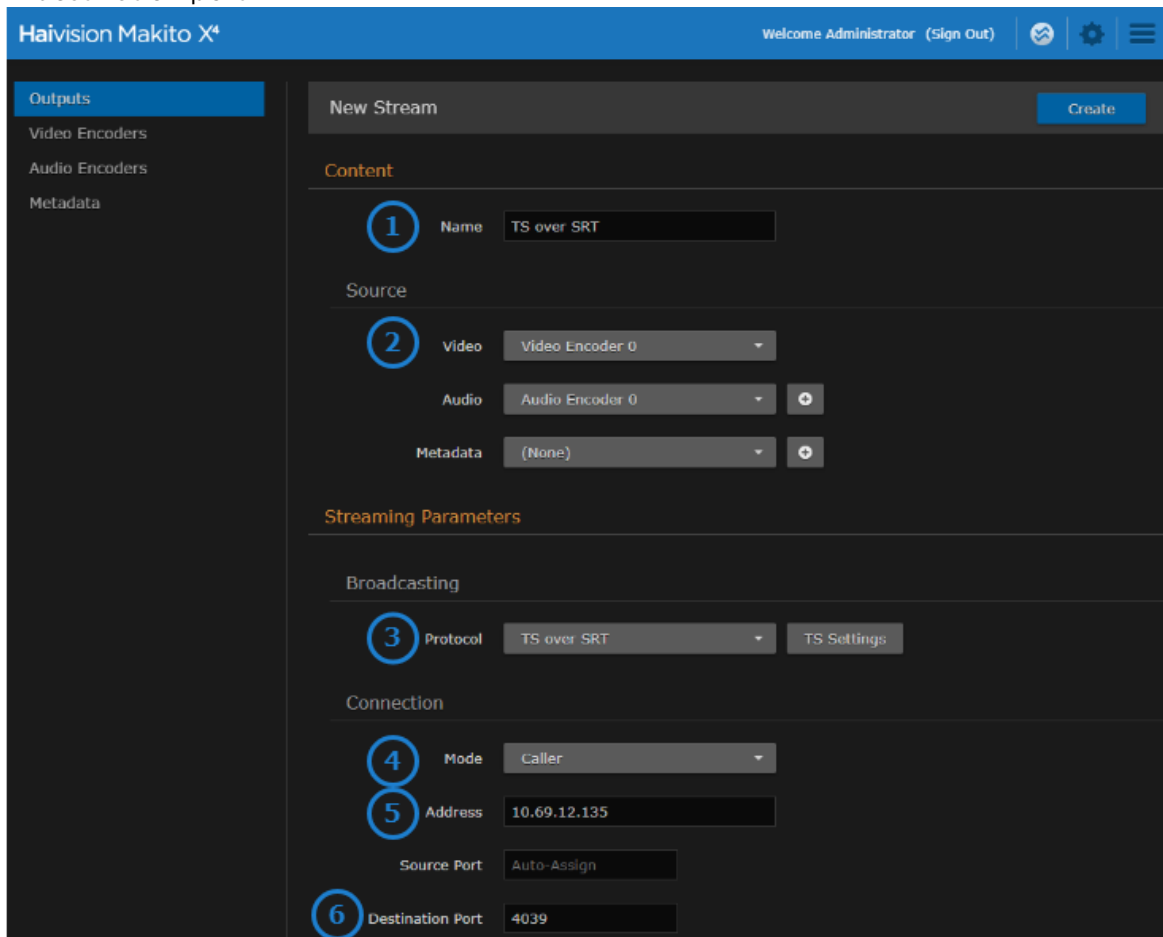 Haivision Makito X⁴
Welcome Administrator (Sign Out)
Outputs
Video Encoders
Audio Encoders
Metadata
New Stream
Create
Content
1 Name TS over SRT
Source
2 Video Video Encoder 0
Audio Audio Encoder 0
Metadata (None)
Streaming Parameters
Broadcasting
3 Protocol TS over SRT TS Settings
Connection
4 Mode Caller
5 Address 10.69.12.135
Source Port Auto-Assign
6 Destination Port 4039